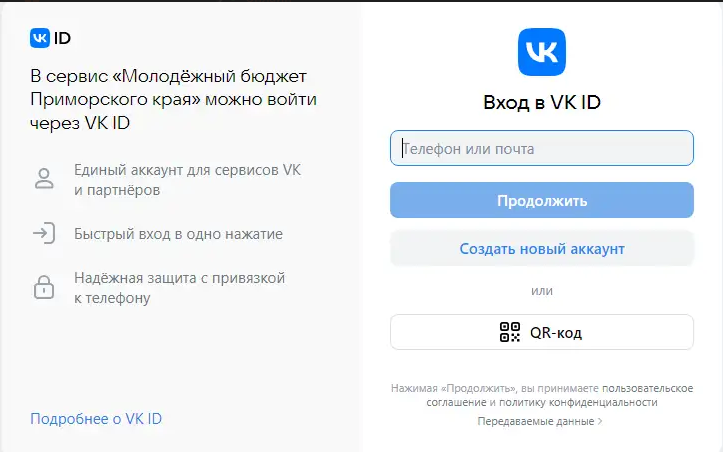 VK ID
В сервис «Молодёжный бюджет
Приморского края» можно войти
через VK ID
Единый аккаунт для сервисов VK
и партнёров
Быстрый вход в одно нажатие
Надёжная защита с привязкой
к телефону
Подробнее о VK ID
VK
Вход в VK ID
Телефон или почта
Продолжить
Создать новый аккаунт
или
QR-код
Нажимая «Продолжить», вы принимаете пользовательское
соглашение и политику конфиденциальности
Передаваемые данные >